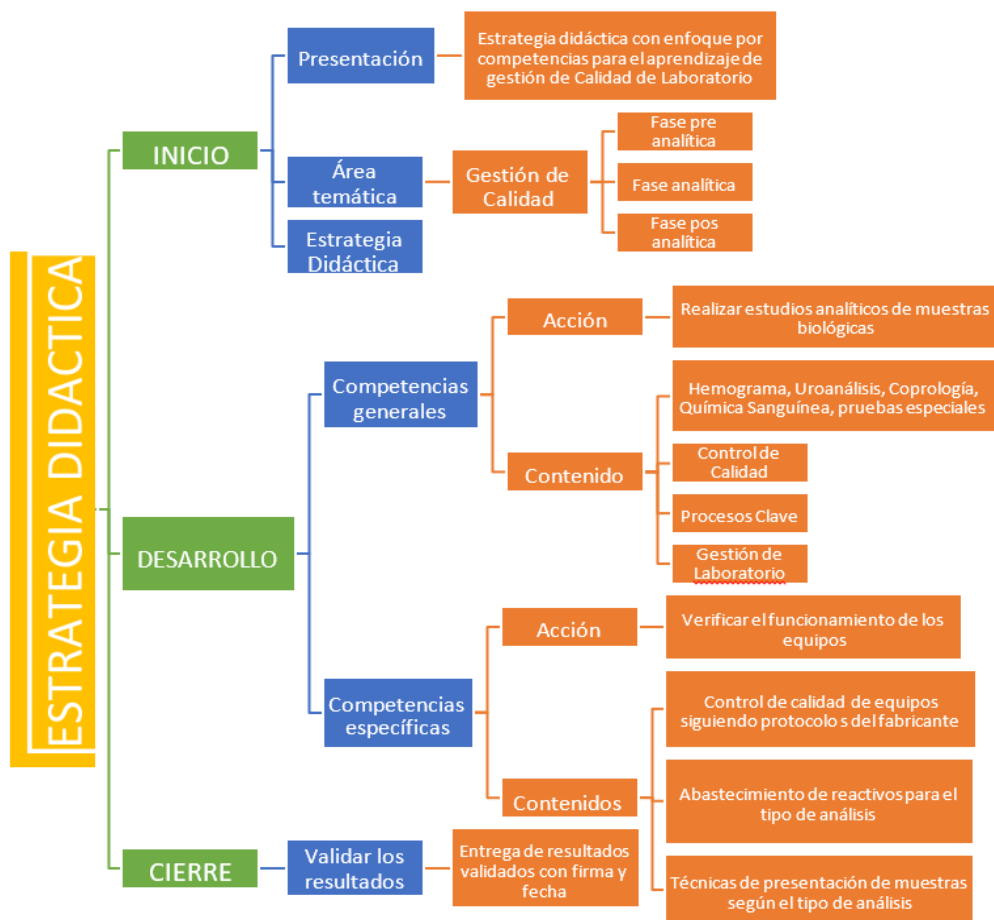 ESTRATEGIA DIDACTICA
INICIO
Presentación
Estrategia didáctica con enfoque por
competencias para el aprendizaje de
gestión de Calidad de Laboratorio
Área
temática
Gestión de
Calidad
Fase pre
analítica
Fase analítica
Fase pos
analítica
Estrategia
Didáctica
DESARROLLO
Competencias
generales
Acción
Realizar estudios analíticos de muestras
biológicas
Contenido
Hemograma, Uroanálisis, Coprología,
Química Sanguínea, pruebas especiales
Control de
Calidad
Procesos Clave
Gestión de
Laboratorio
Competencias
específicas
Acción
Verificar el funcionamiento de los
equipos
Contenidos
Control de calidad de equipos
siguiendo protocolo s del fabricante
Abastecimiento de reactivos para el
tipo de análisis
Técnicas de presentación de muestras
según el tipo de análisis
CIERRE
Validar los
resultados
Entrega de resultados
validados con firma y
fecha